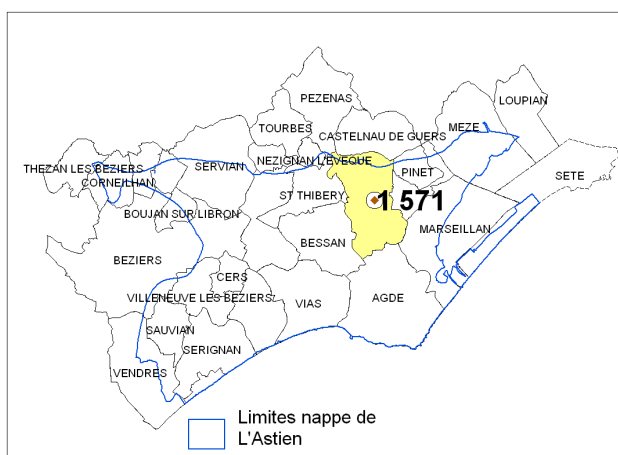 LOUPIAN
PEZENAS
TOURBES
MEZE
CASTELNAU DE GUERS
NEZIGNAN L'EVEQUE
SERVIAN
THEZAN LES BEZIERS
CORNEILHAN
PINET
SETE
ST THIBERY
1 571
BOUJAN SUR LIBRON
MARSEILLAN
BESSAN
BEZIERS
CERS
VILLENEUVE LES BEZIERS
VIAS
AGDE
SAUVIAN
SERIGNAN
VENDRES
Limites nappe de
L'Astien